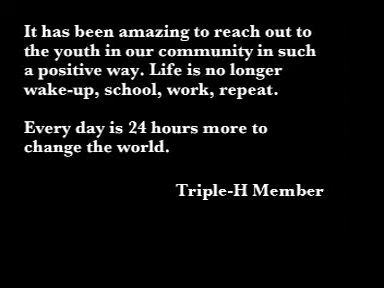 It has been amazing to reach out to
the youth in our community in such
a positive way. Life is no longer
wake-up, school, work, repeat.
Every day is 24 hours more to
change the world.
Triple-H Member